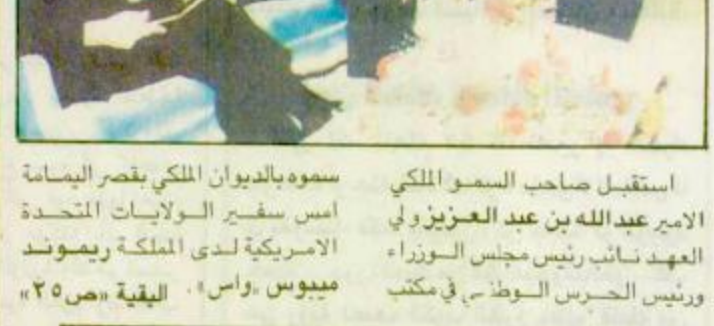 استقبل صاحب السمو الملكي
الامير عبدالله بن عبد العزيز ولي
العهد نائب رئيس مجلس الوزراء
ورئيس الحرس الوطني في مكتب
سموه بالديوان الملكي بقصر اليمامة
امس سفير الولايات المتحدة
الامريكية لدى المملكة ريموند
ميبوس «واس». البقية «ص٢٥»